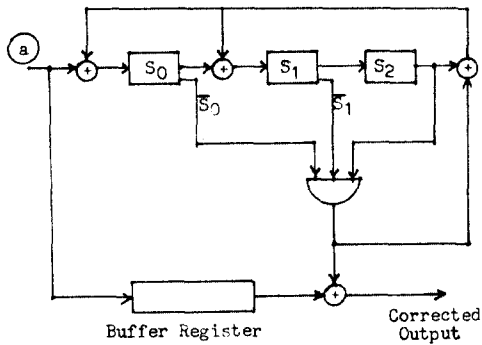 a
S0
S1
S2
S̅0
S̅1
Buffer Register
Corrected
Output